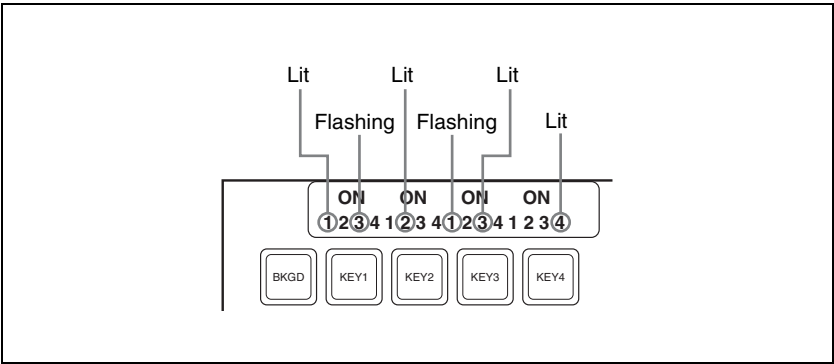 Lit Lit Lit
Flashing Flashing Lit
ON ON ON ON
1 2 3 4 1 2 3 4 1 2 3 4 1 2 3 4
BKGD KEY1 KEY2 KEY3 KEY4